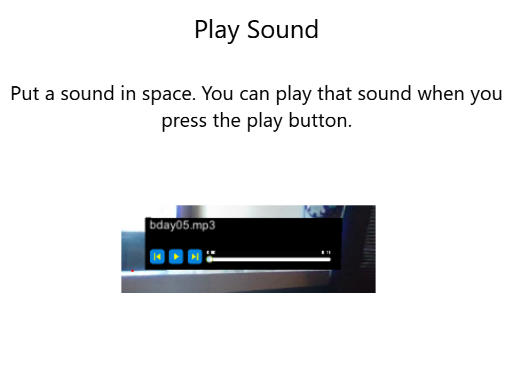 Play Sound
Put a sound in space. You can play that sound when you
press the play button.
bday05.mp3